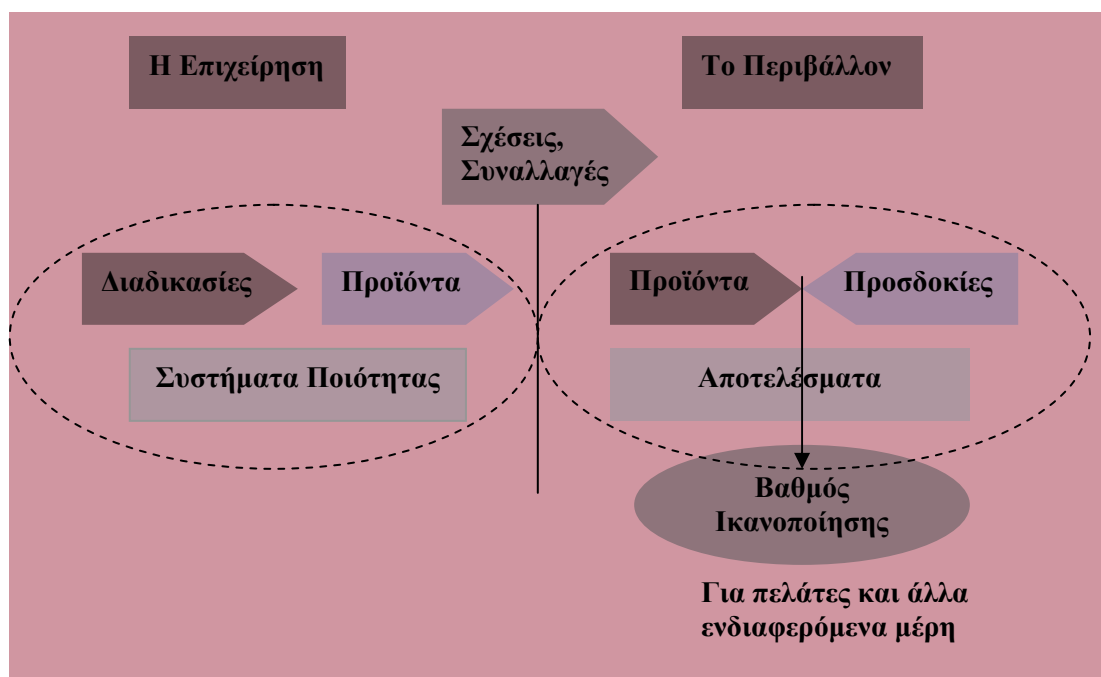 Η Επιχείρηση
Το Περιβάλλον
Σχέσεις,
Συναλλαγές
Διαδικασίες
Προϊόντα
Προϊόντα
Προσδοκίες
Συστήματα Ποιότητας
Αποτελέσματα
Βαθμός
Ικανοποίησης
Για πελάτες και άλλα
ενδιαφερόμενα μέρη